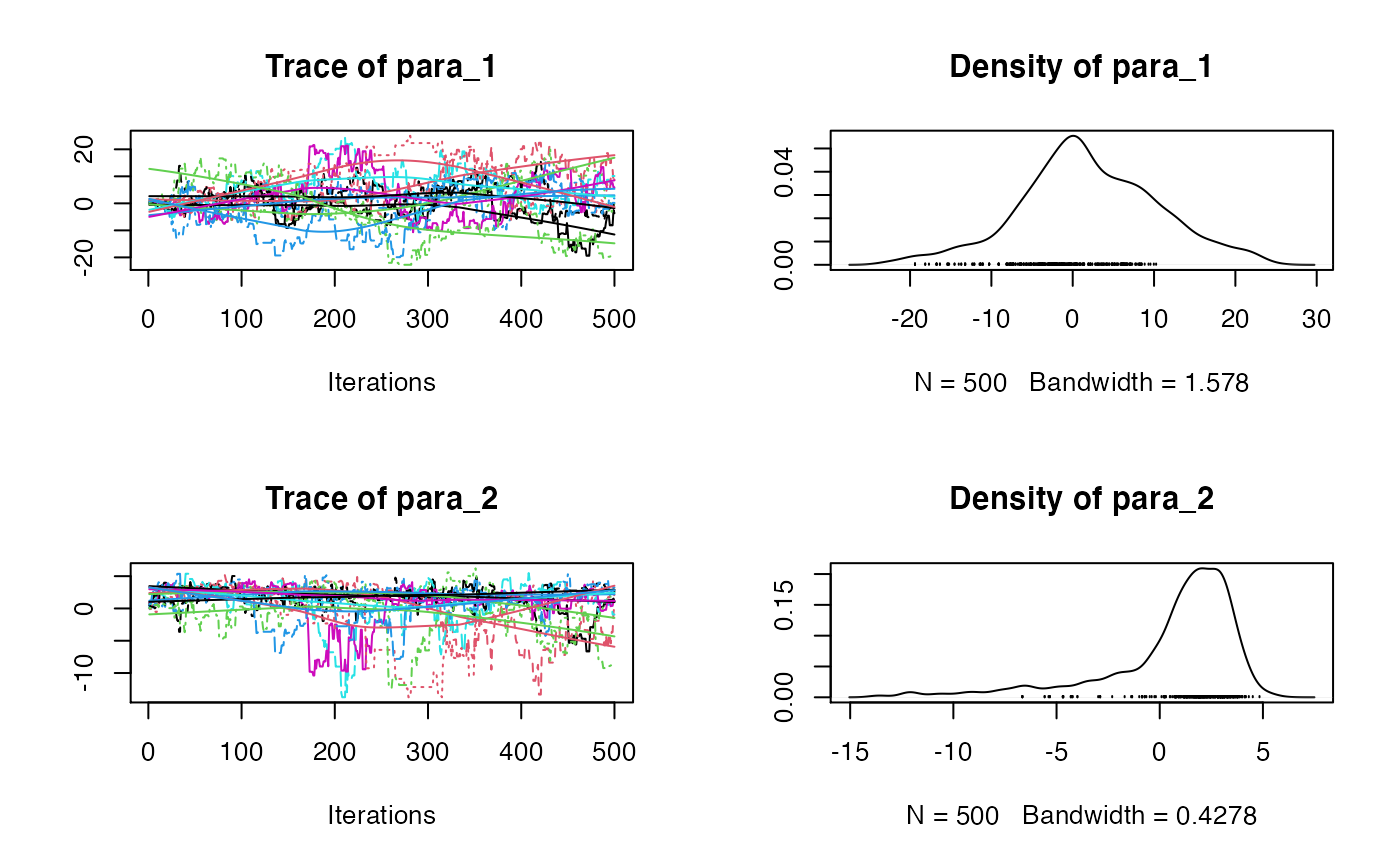 Trace of para_1
20
0
-20
0 100 200 300 400 500
Iterations
Density of para_1
0.04
0.00
-20 -10 0 10 20 30
N = 500 Bandwidth = 1.578
Trace of para_2
0
-10
0 100 200 300 400 500
Iterations
Density of para_2
0.15
0.00
-15 -10 -5 0 5
N = 500 Bandwidth = 0.4278